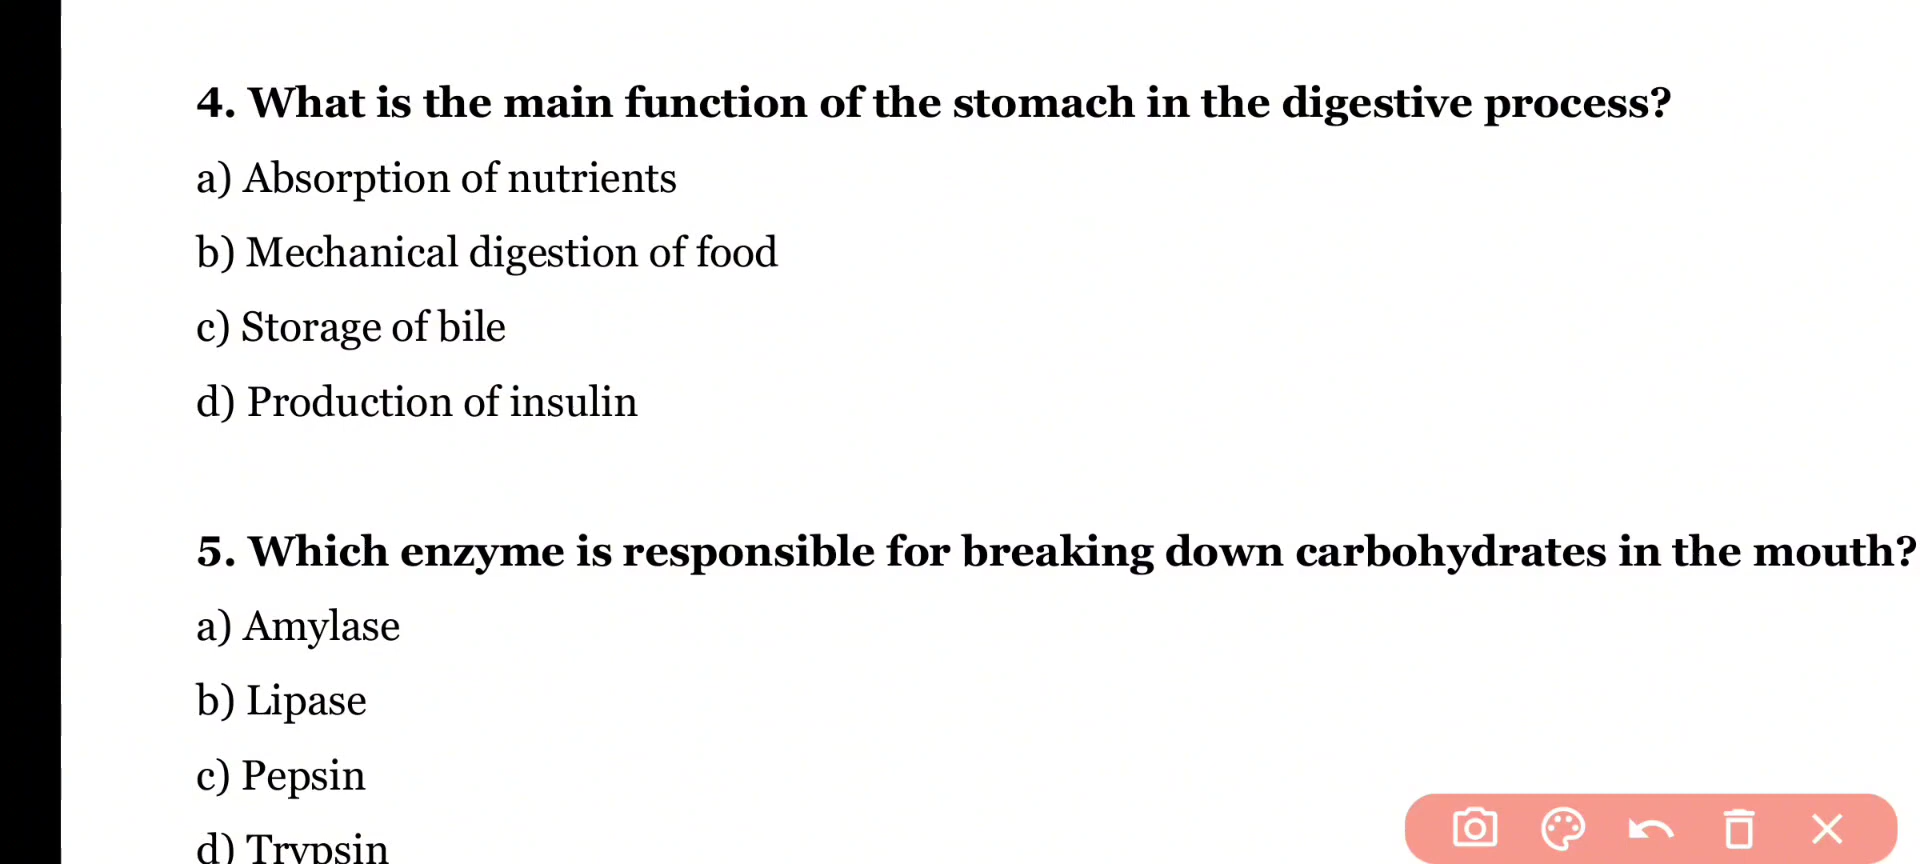 4. What is the main function of the stomach in the digestive process?
a) Absorption of nutrients
b) Mechanical digestion of food
c) Storage of bile
d) Production of insulin
5. Which enzyme is responsible for breaking down carbohydrates in the mouth?
a) Amylase
b) Lipase
c) Pepsin
d) Trypsin